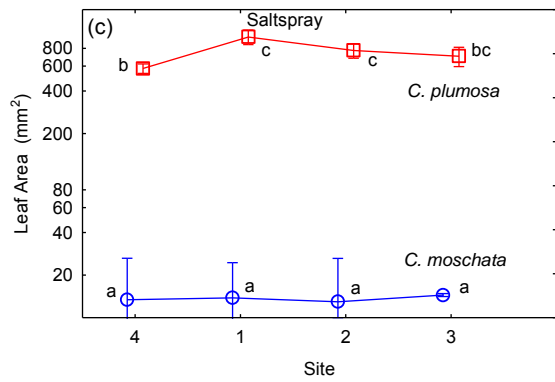 (c)
Saltspray
800
600
400
200
80
60
40
20
Leaf Area (mm²)
b
c
c
bc
C. plumosa
C. moschata
a
a
a
a
4 1 2 3
Site